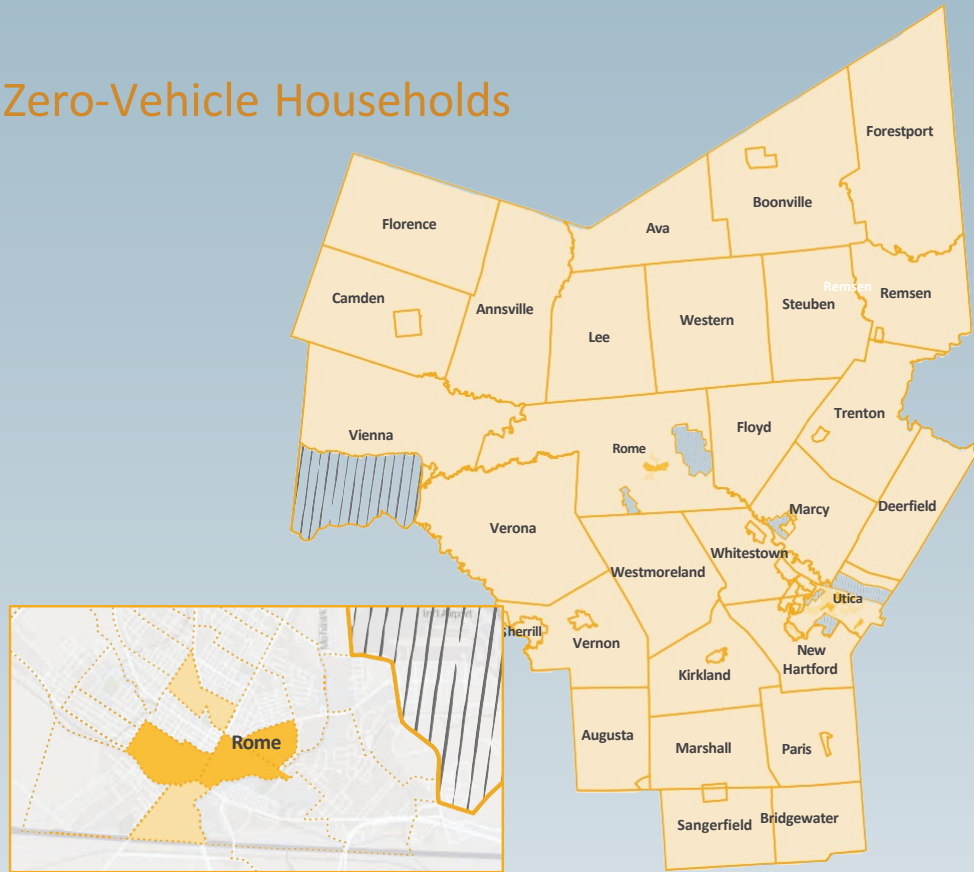 Zero-Vehicle Households
Forestport
Boonville
Florence
Ava
Remsen
Remsen
Camden
Steuben
Annsville
Western
Lee
Trenton
Floyd
Vienna
Rome
Deerfield
Marcy
Verona
Whitestown
Westmoreland
Utica
Sherrill
Vernon
New
Hartford
Kirkland
Augusta
Marshall
Paris
Sangerfield
Bridgewater
Rome